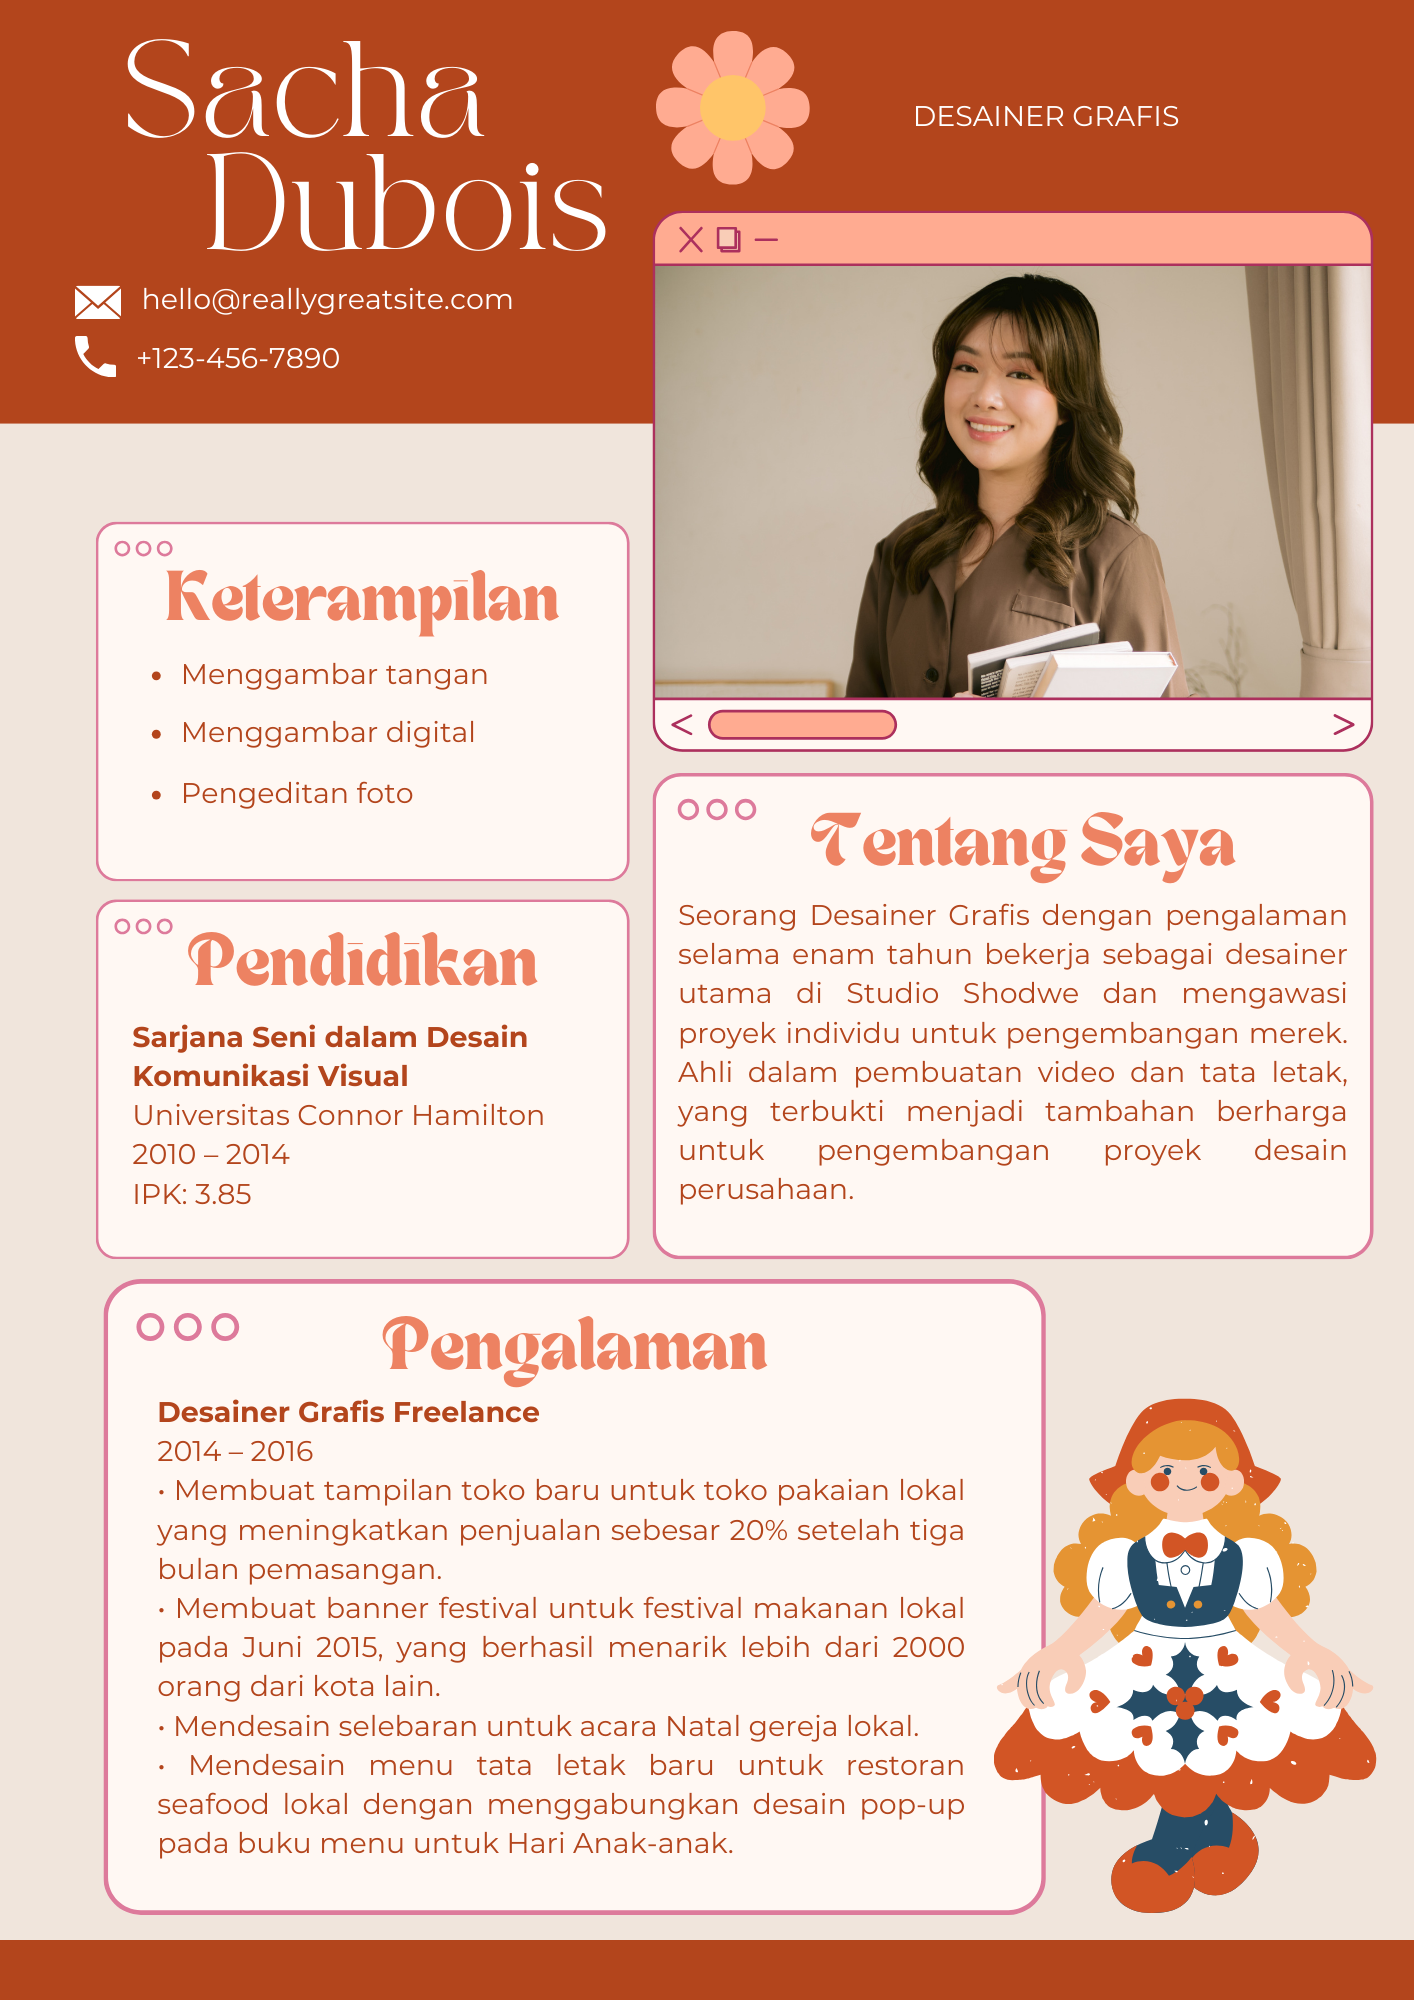 Sacha
Dubois
DESAINER GRAFIS
hello@reallygreatsite.com
+123-456-7890
Keterampilan
• Menggambar tangan
• Menggambar digital
• Pengeditan foto
Pendidikan
Sarjana Seni dalam Desain
Komunikasi Visual
Universitas Connor Hamilton
2010 – 2014
IPK: 3.85
Tentang Saya
Seorang Desainer Grafis dengan pengalaman
selama enam tahun bekerja sebagai desainer
utama di Studio Shodwe dan mengawasi
proyek individu untuk pengembangan merek.
Ahli dalam pembuatan video dan tata letak,
yang terbukti menjadi tambahan berharga
untuk pengembangan proyek desain
perusahaan.
Pengalaman
Desainer Grafis Freelance
2014 – 2016
• Membuat tampilan toko baru untuk toko pakaian lokal
yang meningkatkan penjualan sebesar 20% setelah tiga
bulan pemasangan.
• Membuat banner festival untuk festival makanan lokal
pada Juni 2015, yang berhasil menarik lebih dari 2000
orang dari kota lain.
• Mendesain selebaran untuk acara Natal gereja lokal.
• Mendesain menu tata letak baru untuk restoran
seafood lokal dengan menggabungkan desain pop-up
pada buku menu untuk Hari Anak-anak.